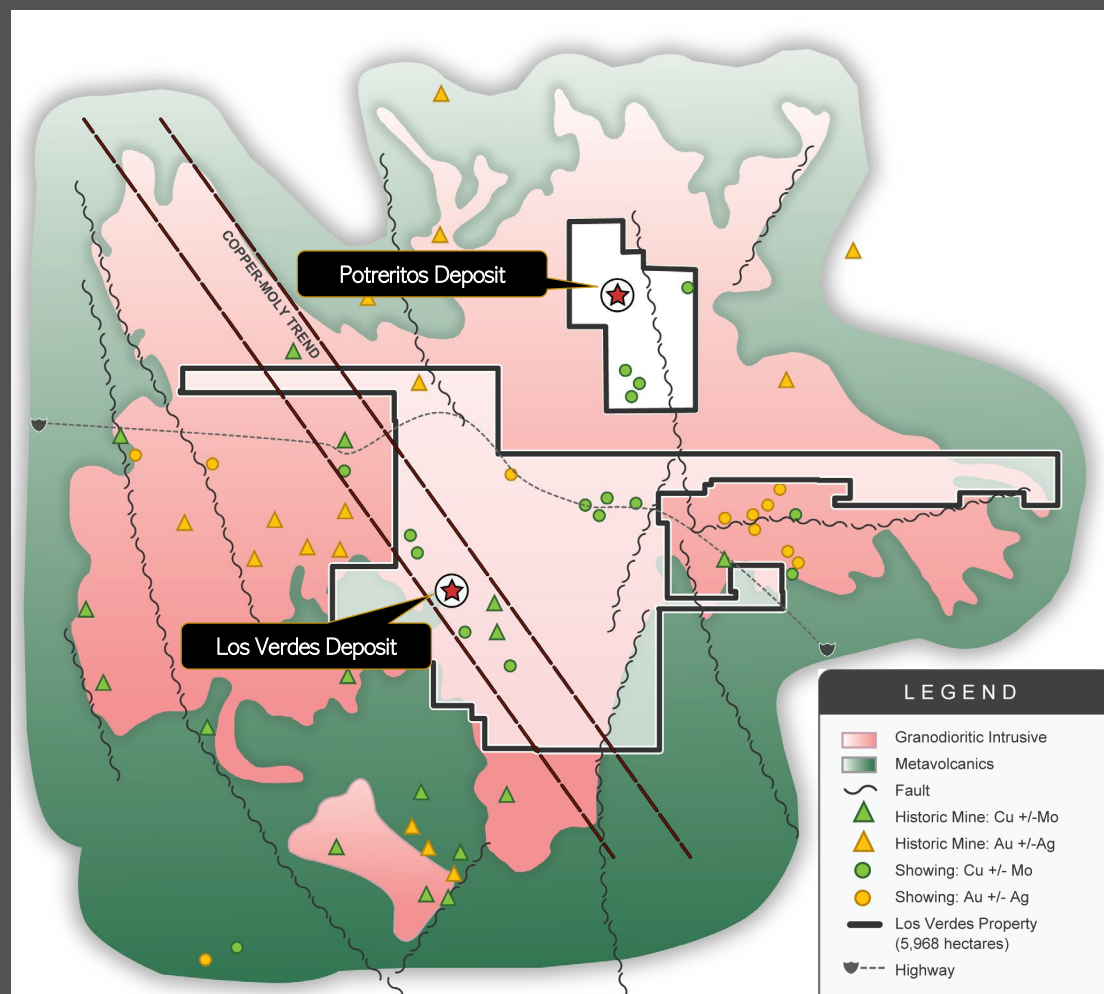 COPPER-MOLY TREND
Potreritos Deposit
Los Verdes Deposit
LEGEND
Granodioritic Intrusive
Metavolcanics
Fault
Historic Mine: Cu +/-Mo
Historic Mine: Au +/-Ag
Showing: Cu +/- Mo
Showing: Au +/- Ag
Los Verdes Property
(5,968 hectares)
Highway